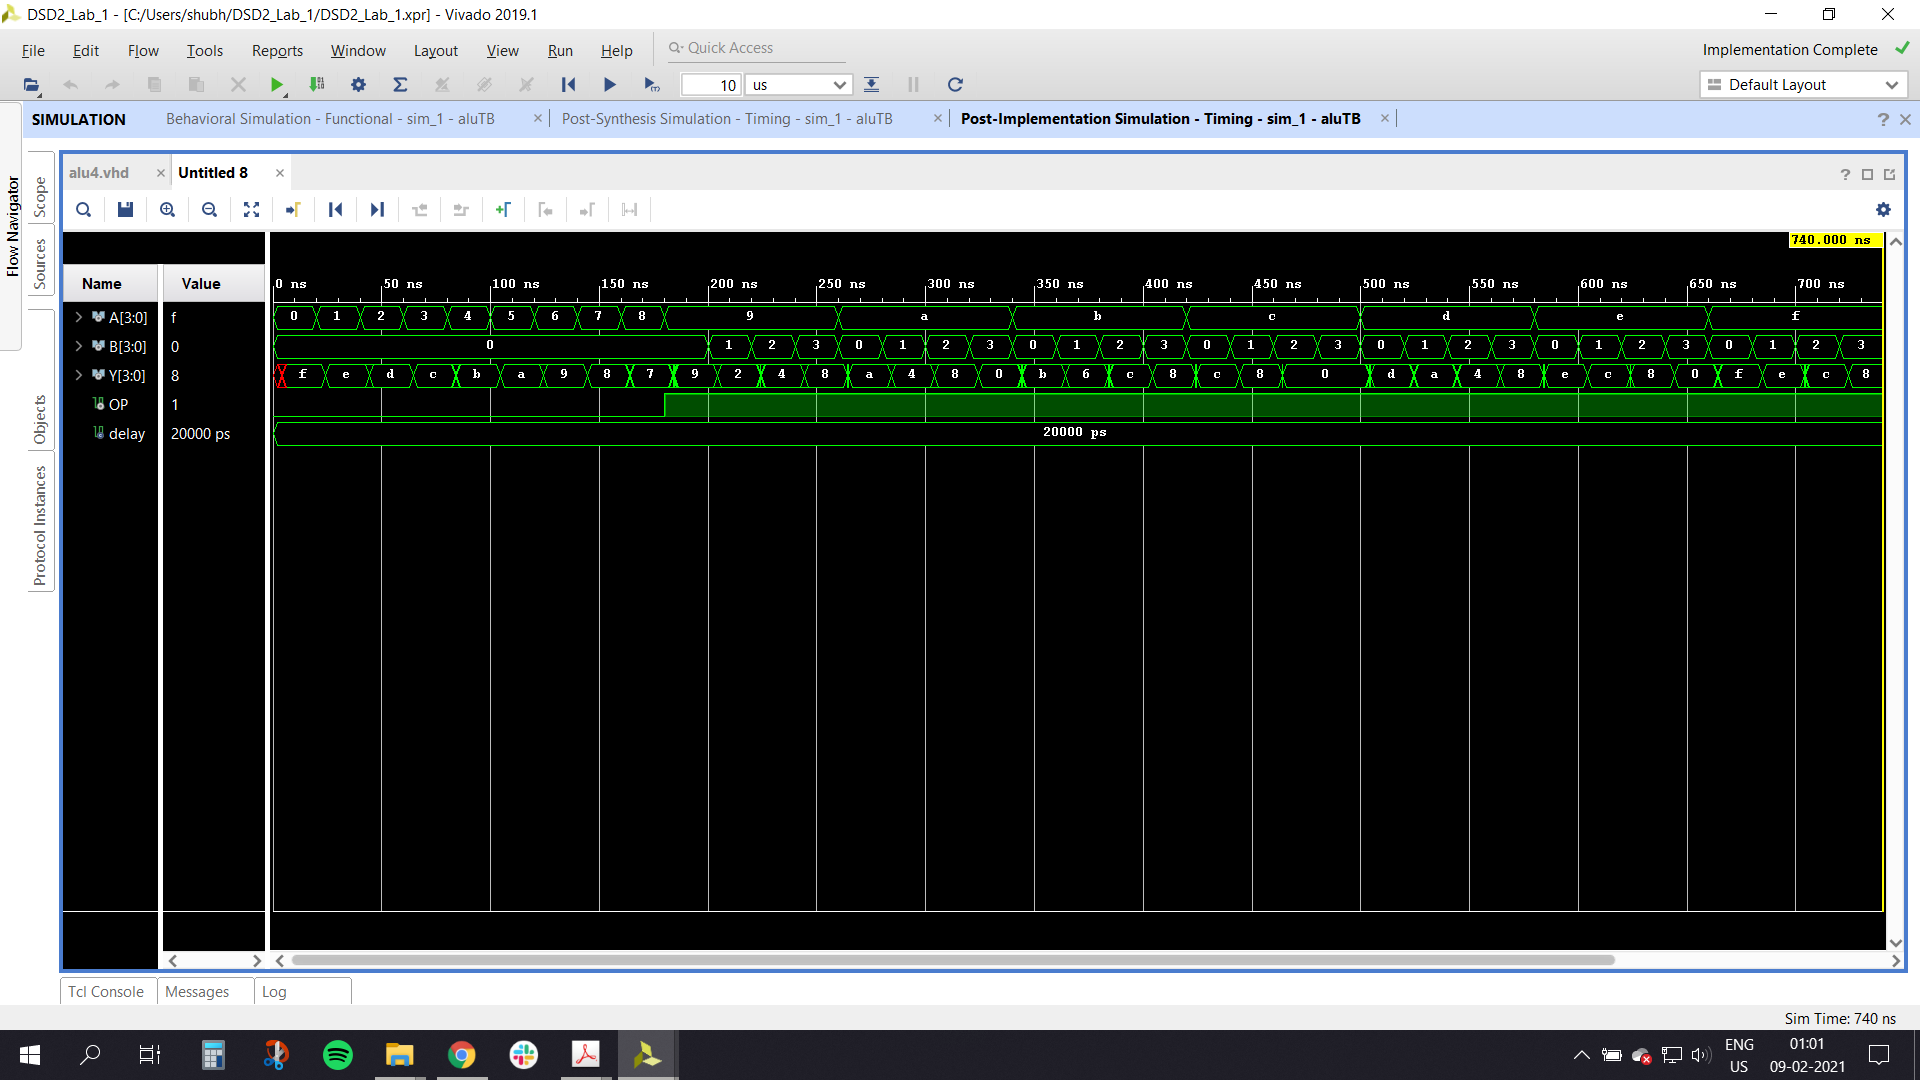 DSD2_Lab_1 - [C:/Users/shubh/DSD2_Lab_1/DSD2_Lab_1.xpr] - Vivado 2019.1
File Edit Flow Tools Reports Window Layout View Run Help Quick Access Implementation Complete
10 us Default Layout
SIMULATION Behavioral Simulation - Functional - sim_1 - aluTB Post-Synthesis Simulation - Timing - sim_1 - aluTB Post-Implementation Simulation - Timing - sim_1 - aluTB
Flow Navigator
Scope
Sources
Objects
Protocol Instances
alu4.vhd Untitled 8
740.000 ns
Name Value 0 ns 50 ns 100 ns 150 ns 200 ns 250 ns 300 ns 350 ns 400 ns 450 ns 500 ns 550 ns 600 ns 650 ns 700 ns
A[3:0] f 0 1 2 3 4 5 6 7 8 9 a b c d e f
B[3:0] 0 0 1 2 3 0 1 2 3 0 1 2 3 0 1 2 3 0 1 2 3 0 1 2 3 0 1 2 3
Y[3:0] 8 f e d c b a 9 8 7 9 2 4 8 a 4 8 0 b 6 c 8 c 8 0 d a 4 8 e c 8 0 f e c 8
OP 1
delay 20000 ps 20000 ps
Tcl Console Messages Log
Sim Time: 740 ns
ENG
US
01:01
09-02-2021